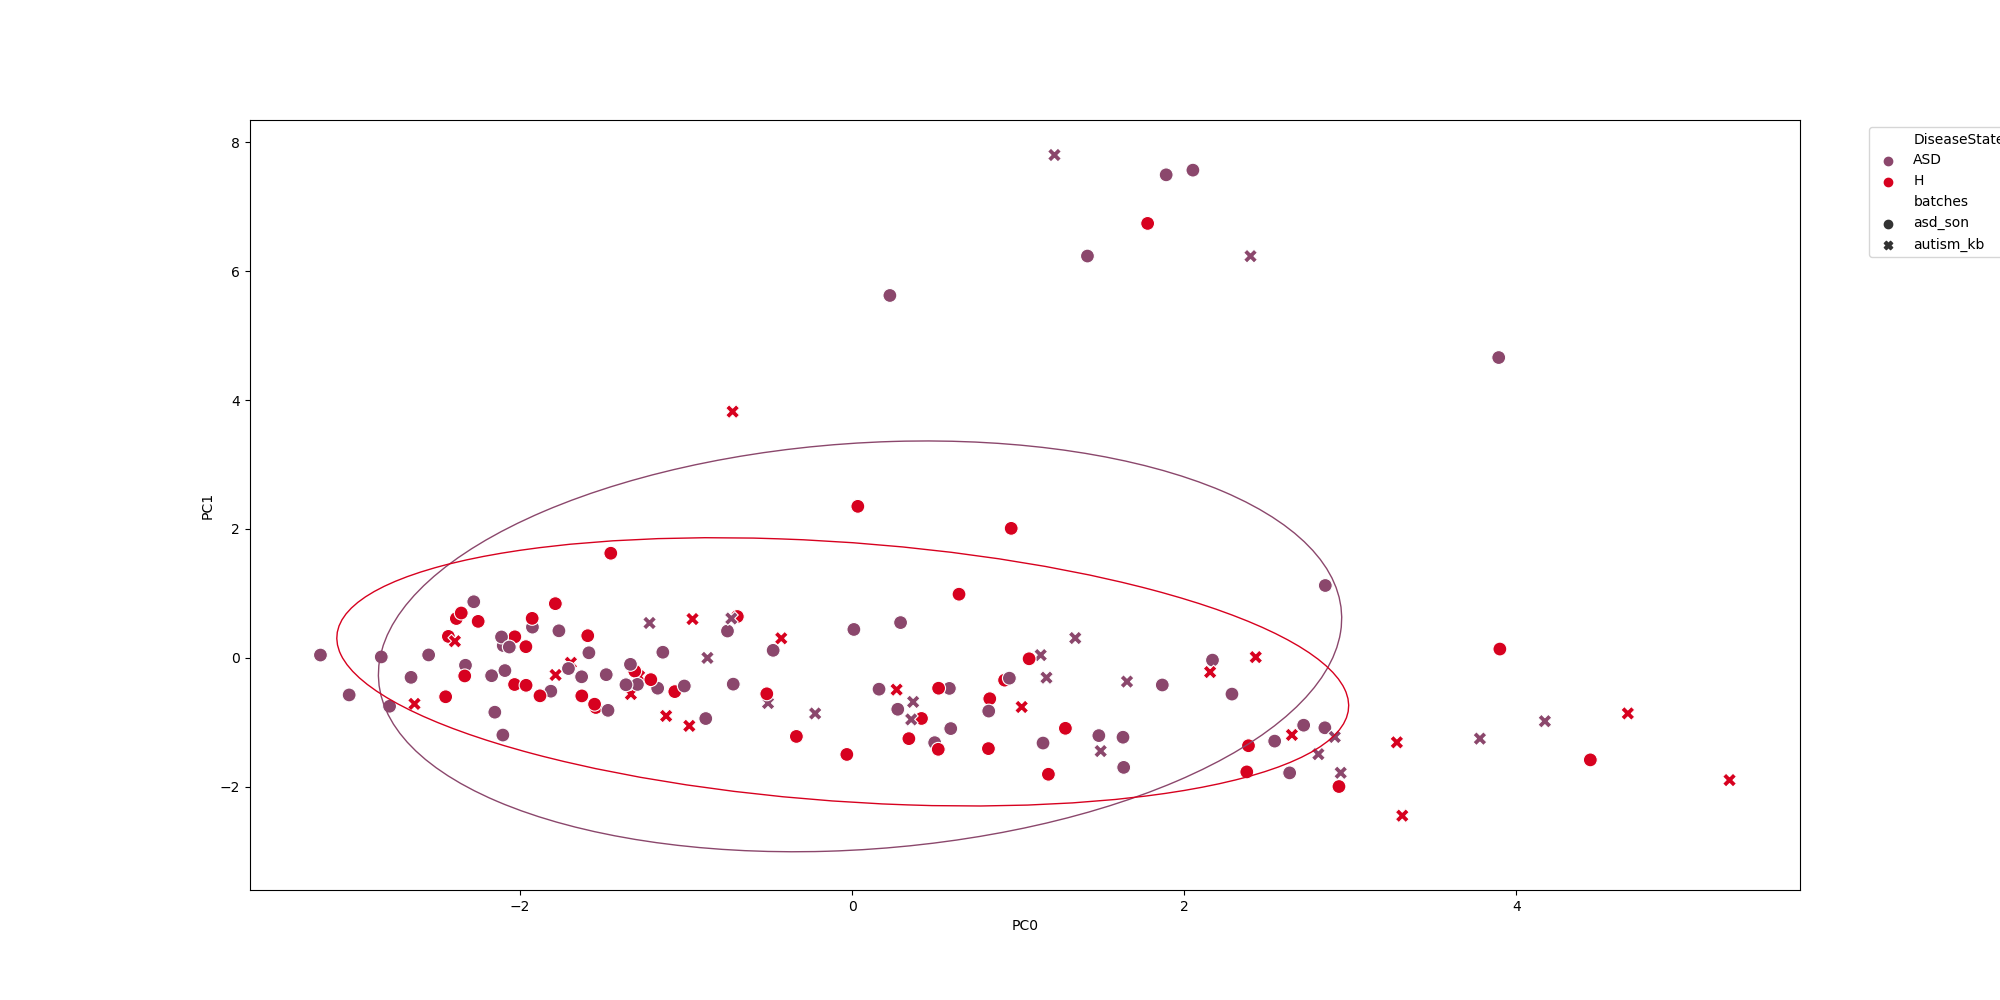 8
6
4
2
0
−2
PC1
−2
0
2
4
PC0
DiseaseState
ASD
H
batches
asd_son
autism_kb